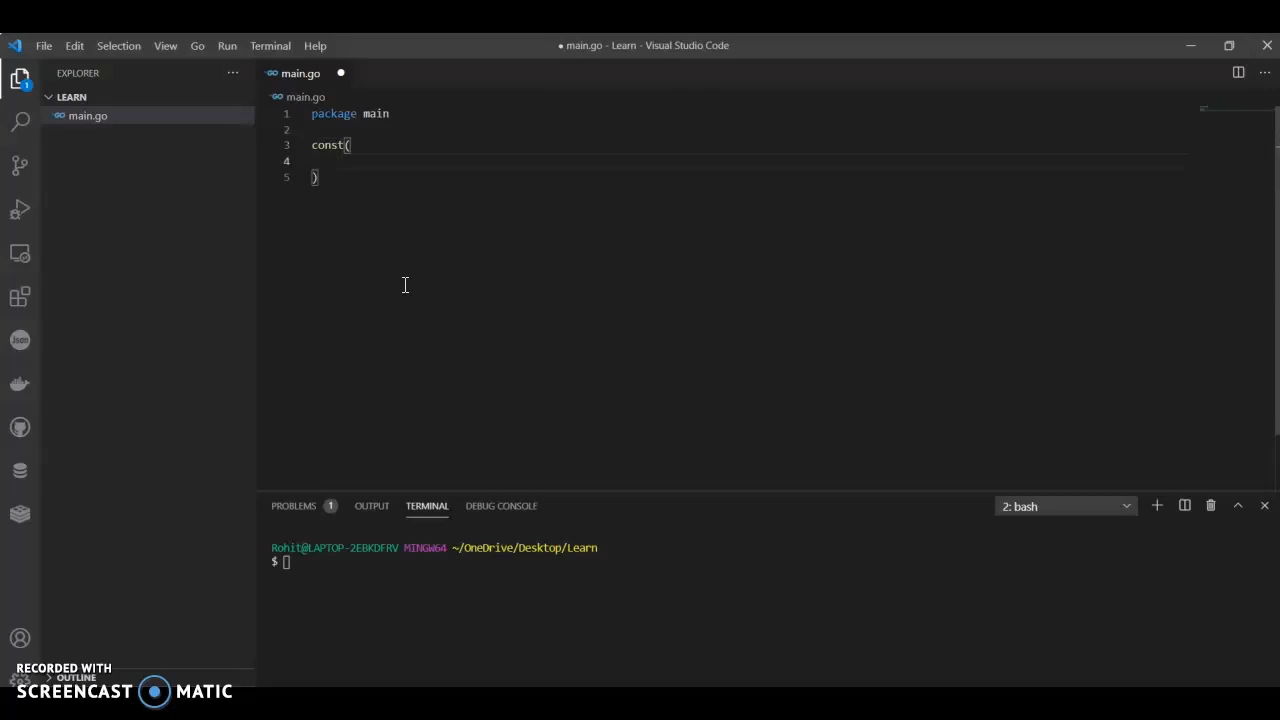 File Edit Selection View Go Run Terminal Help
● main.go - Learn - Visual Studio Code
EXPLORER
main.go
1
LEARN
main.go
main.go
1 package main
2
3 const(
4
5 )
PROBLEMS 1 OUTPUT TERMINAL DEBUG CONSOLE
2: bash
Rohit@LAPTOP-2EBKDFRV MINGW64 ~/OneDrive/Desktop/Learn
$
Json
OUTLINE
RECORDED WITH
SCREENCAST MATIC